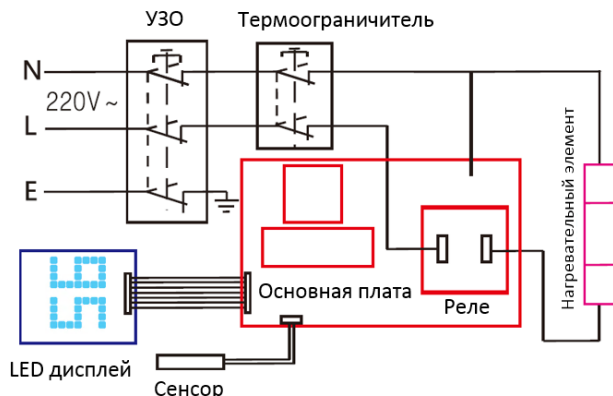 УЗО
Термоограничитель
N
220V ~
L
E
Нагревательный элемент
Основная плата
Реле
LED дисплей
Сенсор